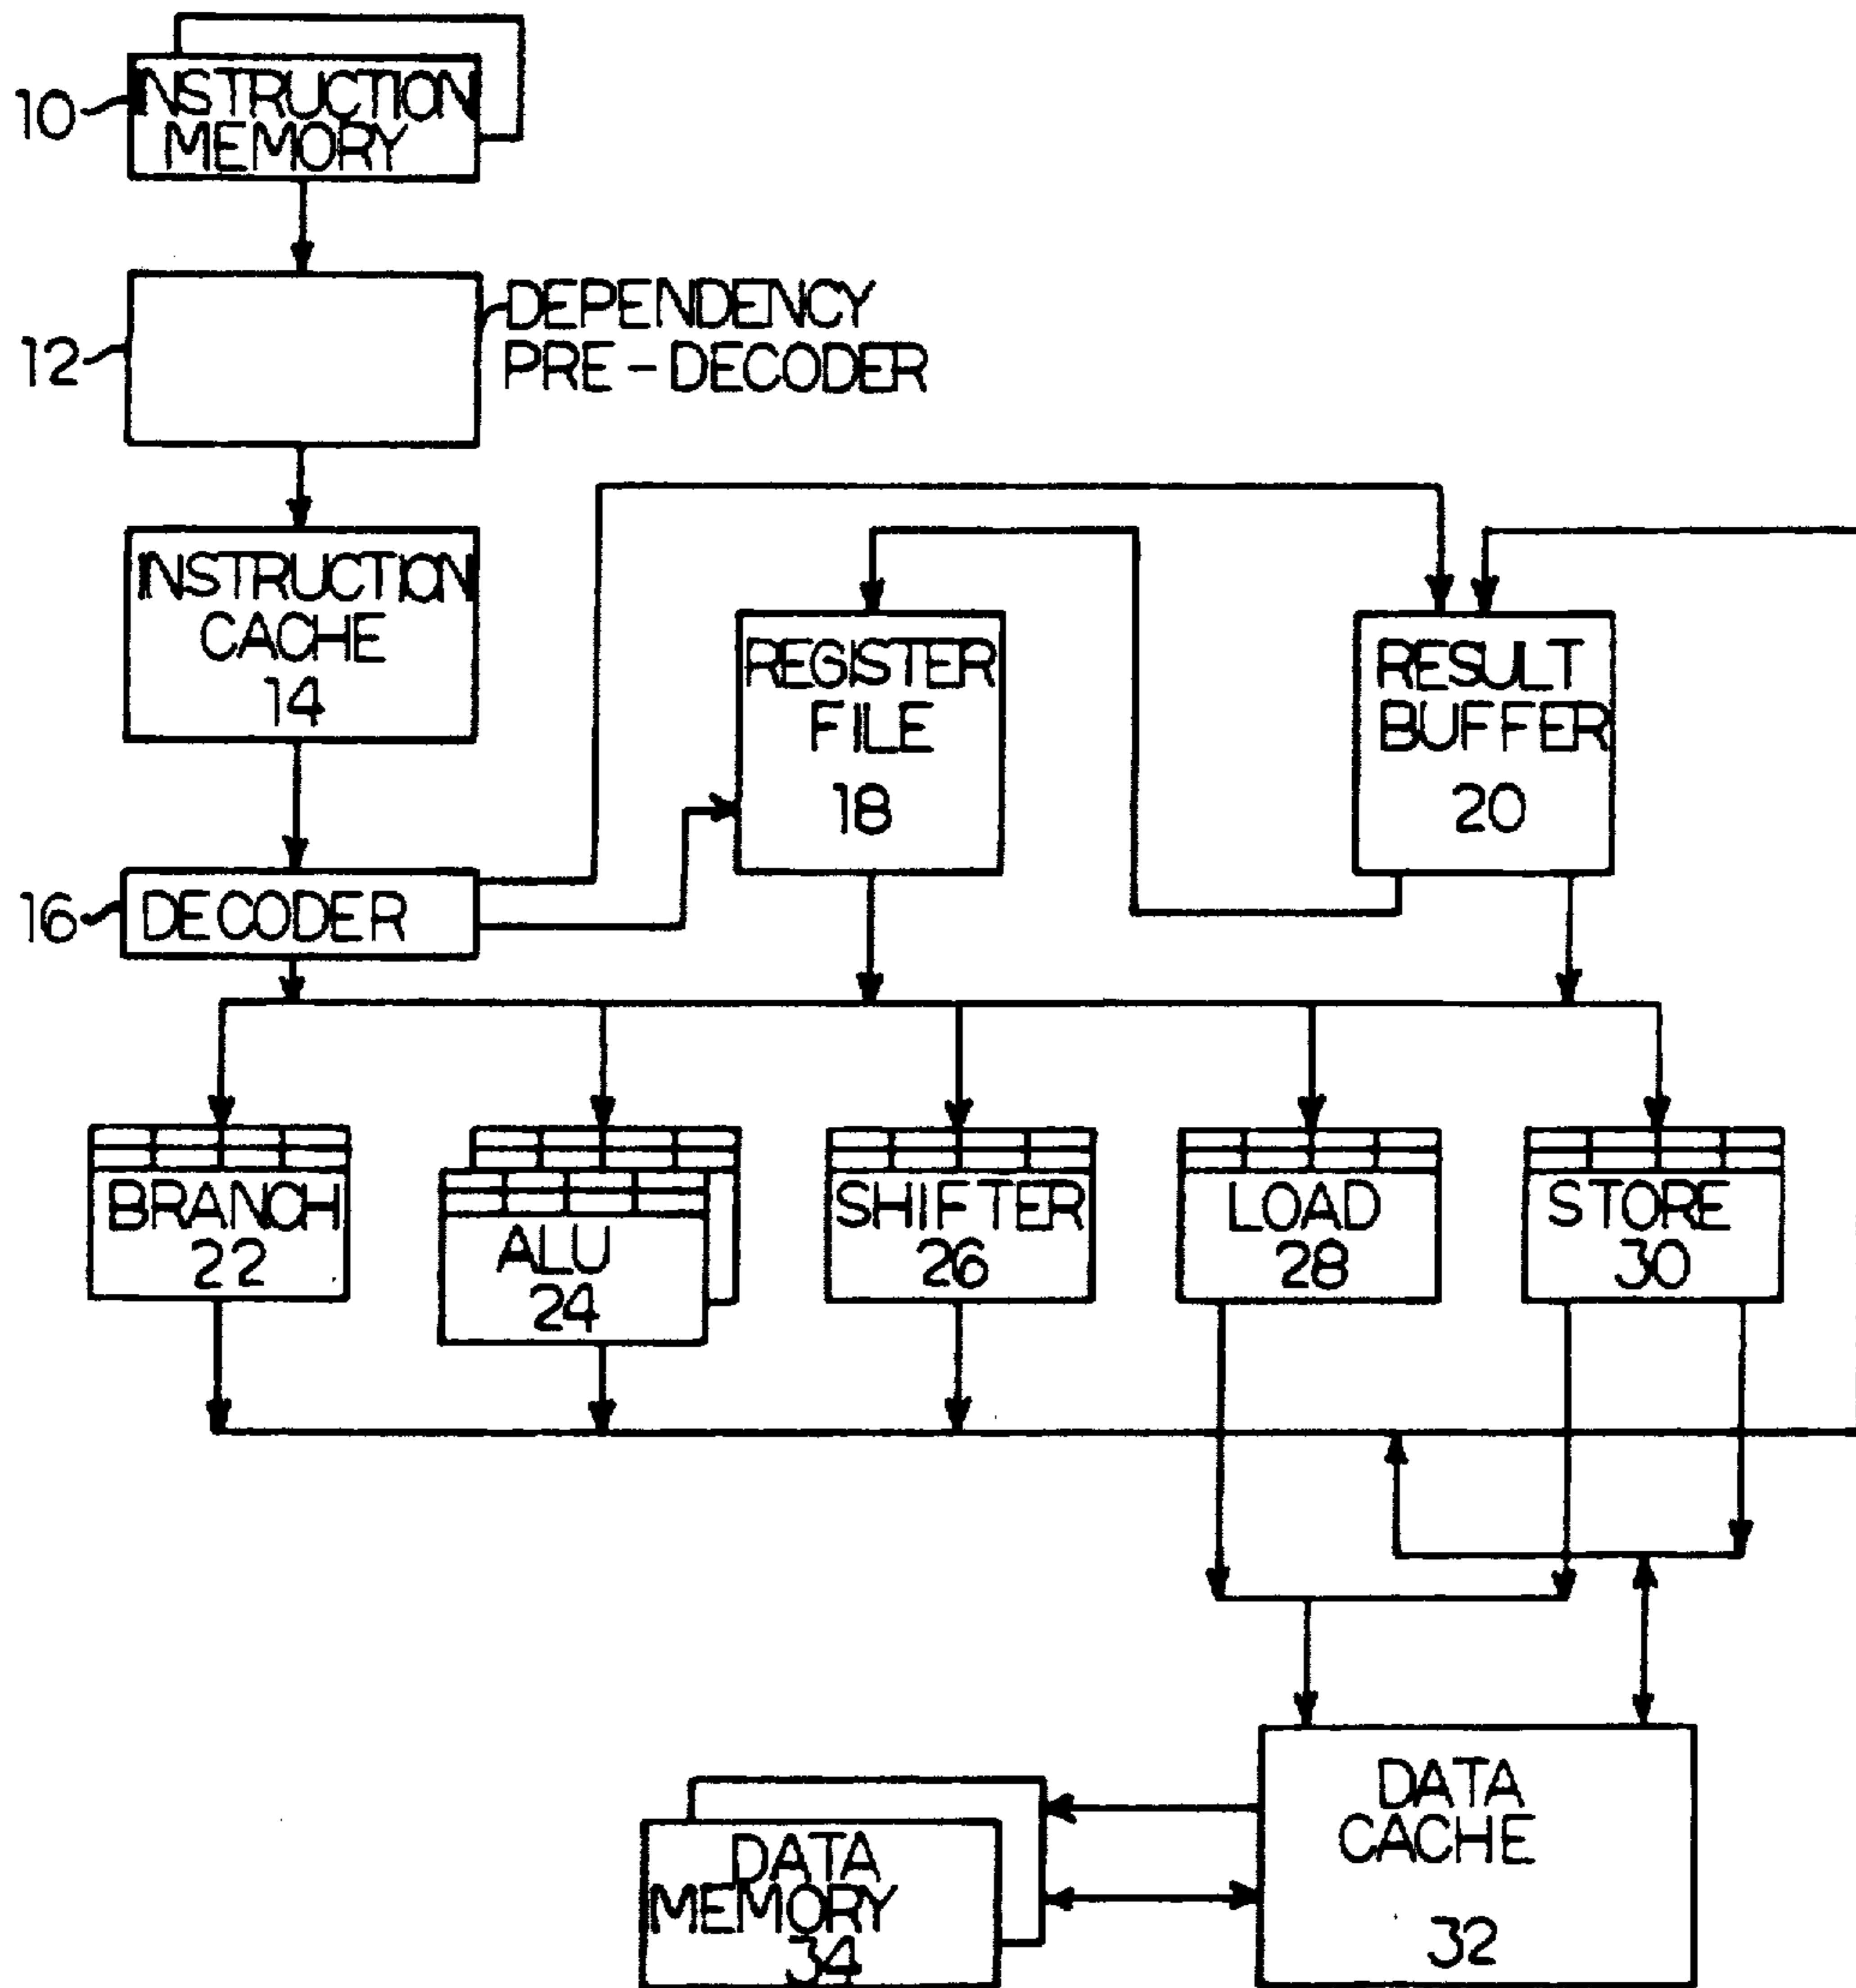 10
INSTRUCTION
MEMORY
12
DEPENDENCY
PRE-DECODER
INSTRUCTION
CACHE
14
REGISTER
FILE
18
RESULT
BUFFER
20
16
DECODER
BRANCH
22
ALU
24
SHIFTER
26
LOAD
28
STORE
30
DATA
CACHE
32
DATA
MEMORY
34